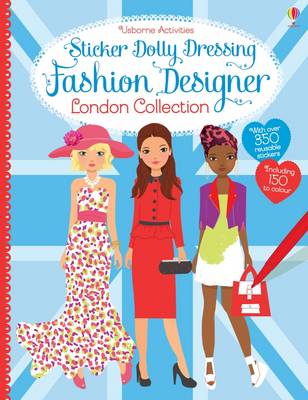 Usborne Activities
Sticker Dolly Dressing
Fashion Designer
London Collection
With over
350
reusable
stickers
Including
150
to colour